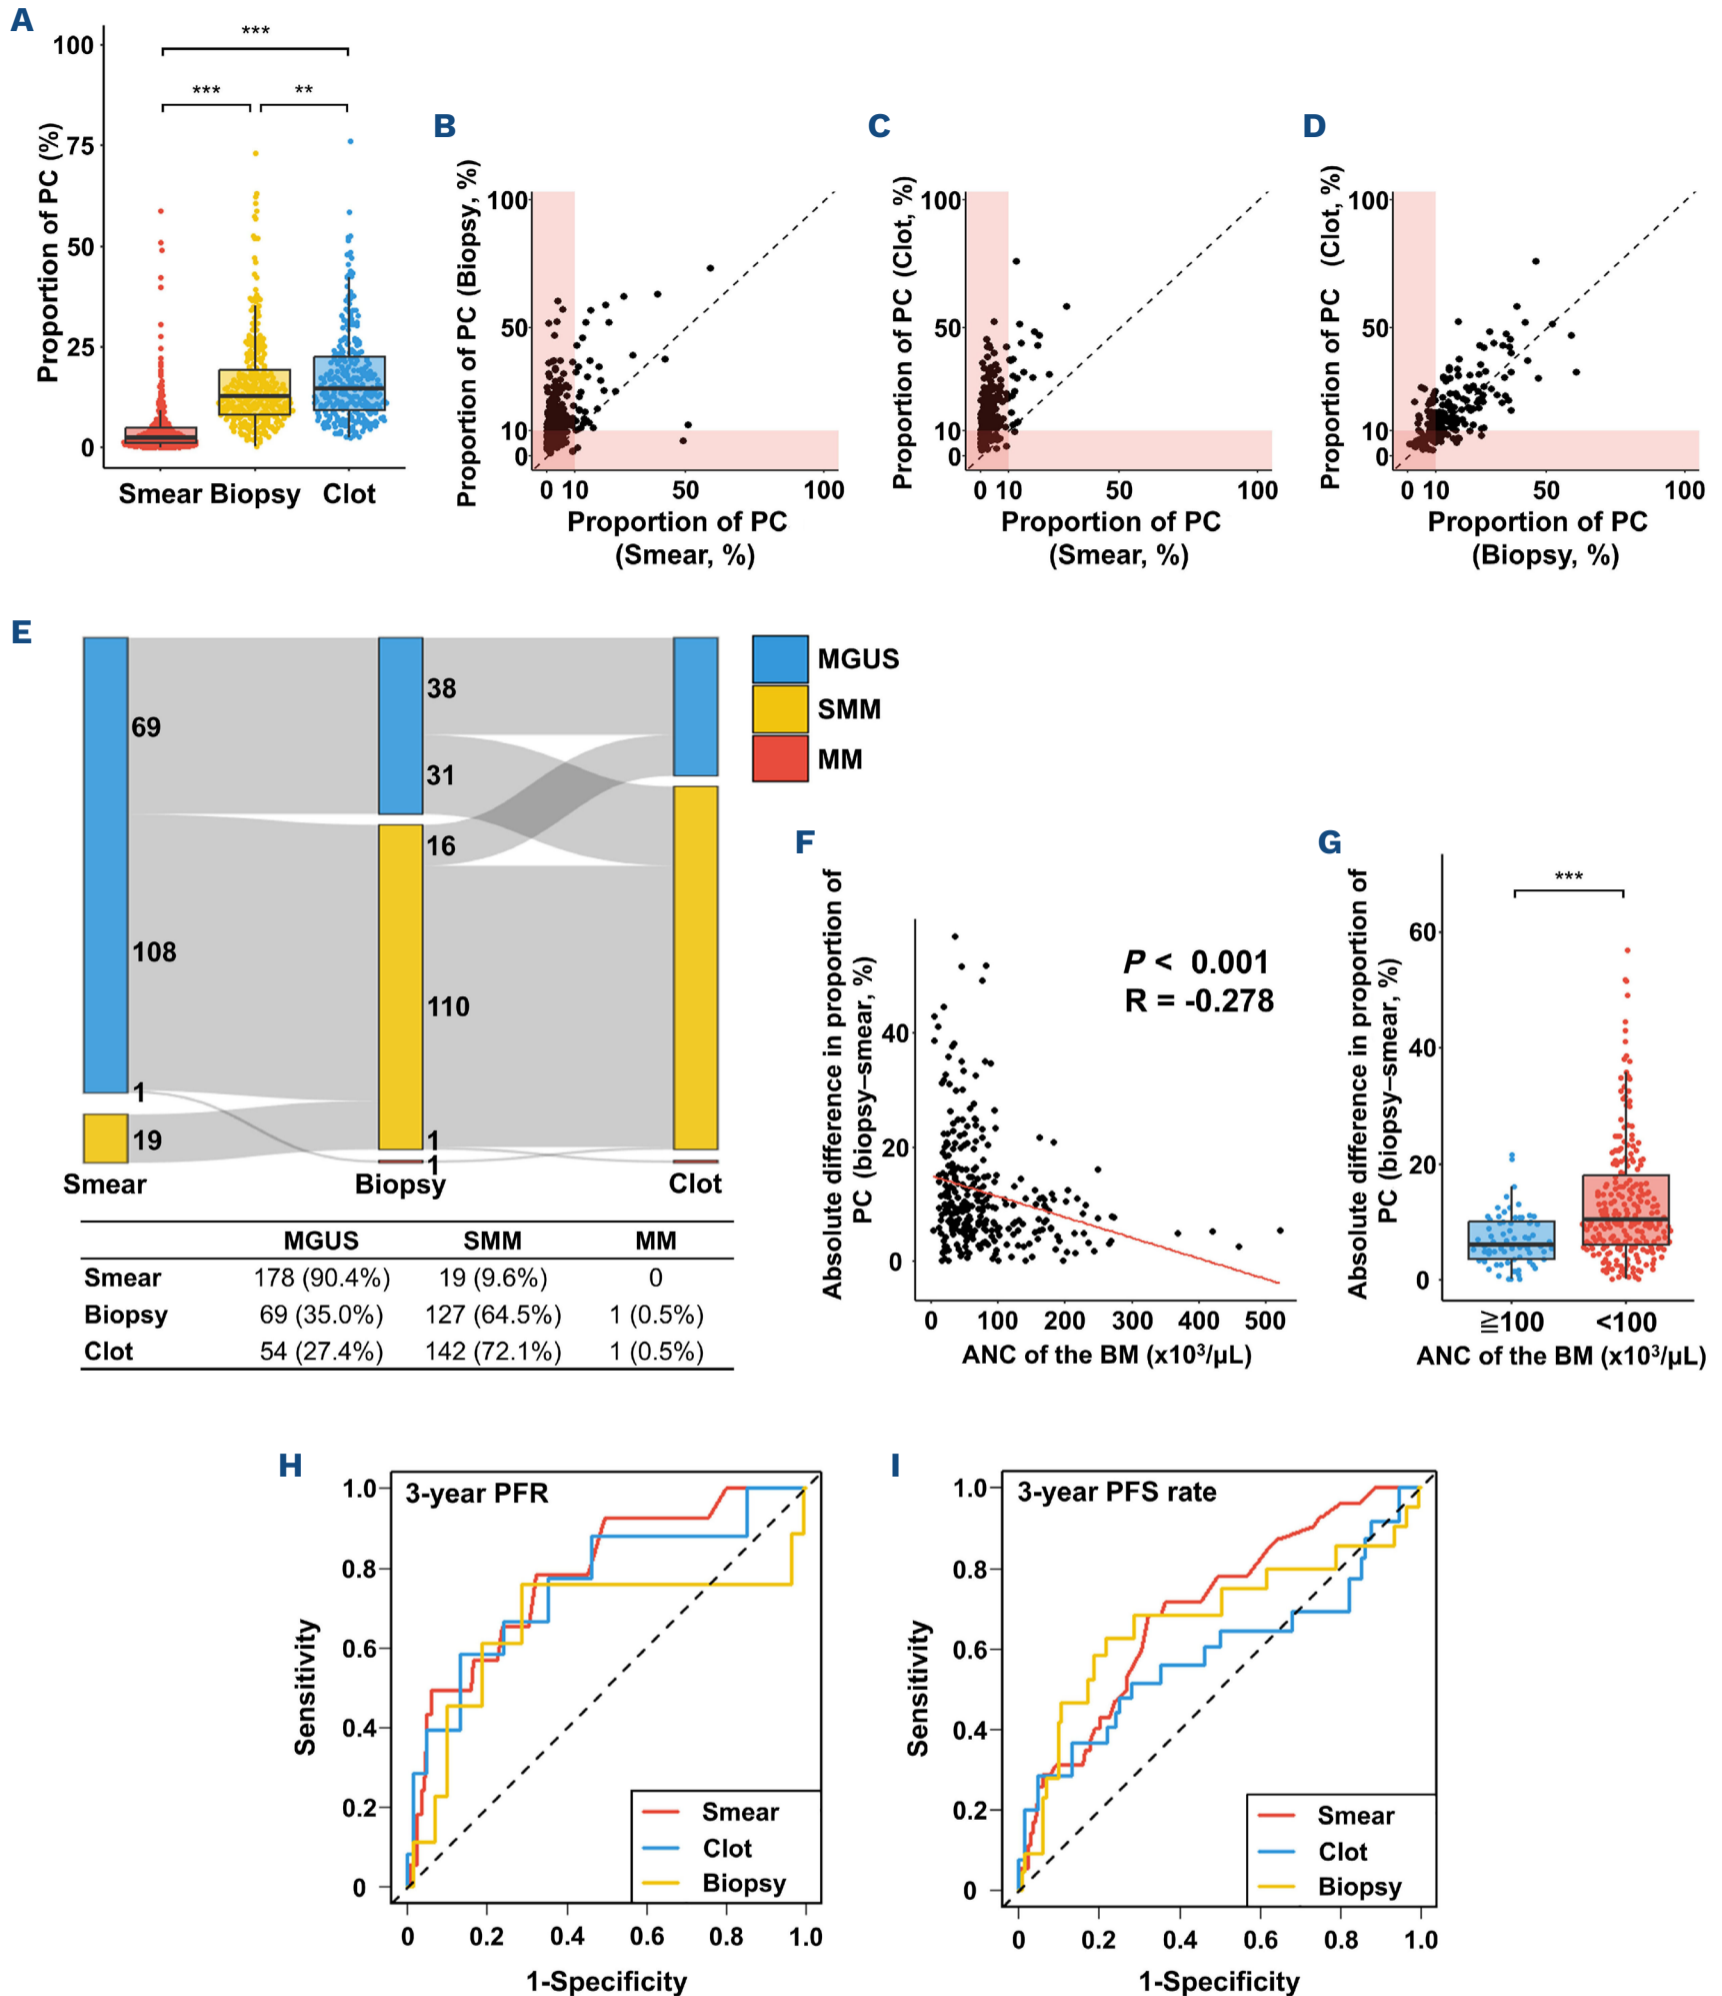 A
Proportion of PC (%)
100
75
50
25
0
***
***
**
Smear Biopsy Clot
B
Proportion of PC (Biopsy, %)
100
50
10
0
0 10 50 100
Proportion of PC
(Smear, %)
C
Proportion of PC (Clot, %)
100
50
10
0
0 10 50 100
Proportion of PC
(Smear, %)
D
Proportion of PC (Clot, %)
100
50
10
0
0 10 50 100
Proportion of PC
(Biopsy, %)
E
69
108
1
19
38
31
16
110
1
1
Smear Biopsy Clot
MGUS
SMM
MM
MGUS SMM MM
Smear 178 (90.4%) 19 (9.6%) 0
Biopsy 69 (35.0%) 127 (64.5%) 1 (0.5%)
Clot 54 (27.4%) 142 (72.1%) 1 (0.5%)
F
Absolute difference in proportion of
PC (biopsy–smear, %)
40
20
0
P < 0.001
R = -0.278
0 100 200 300 400 500
ANC of the BM (x10³/µL)
G
Absolute difference in proportion of
PC (biopsy–smear, %)
60
40
20
0
***
≧100 <100
ANC of the BM (x10³/µL)
H
3-year PFR
Sensitivity
1.0
0.8
0.6
0.4
0.2
0
Smear
Clot
Biopsy
0 0.2 0.4 0.6 0.8 1.0
1-Specificity
I
3-year PFS rate
Sensitivity
1.0
0.8
0.6
0.4
0.2
0
Smear
Clot
Biopsy
0 0.2 0.4 0.6 0.8 1.0
1-Specificity